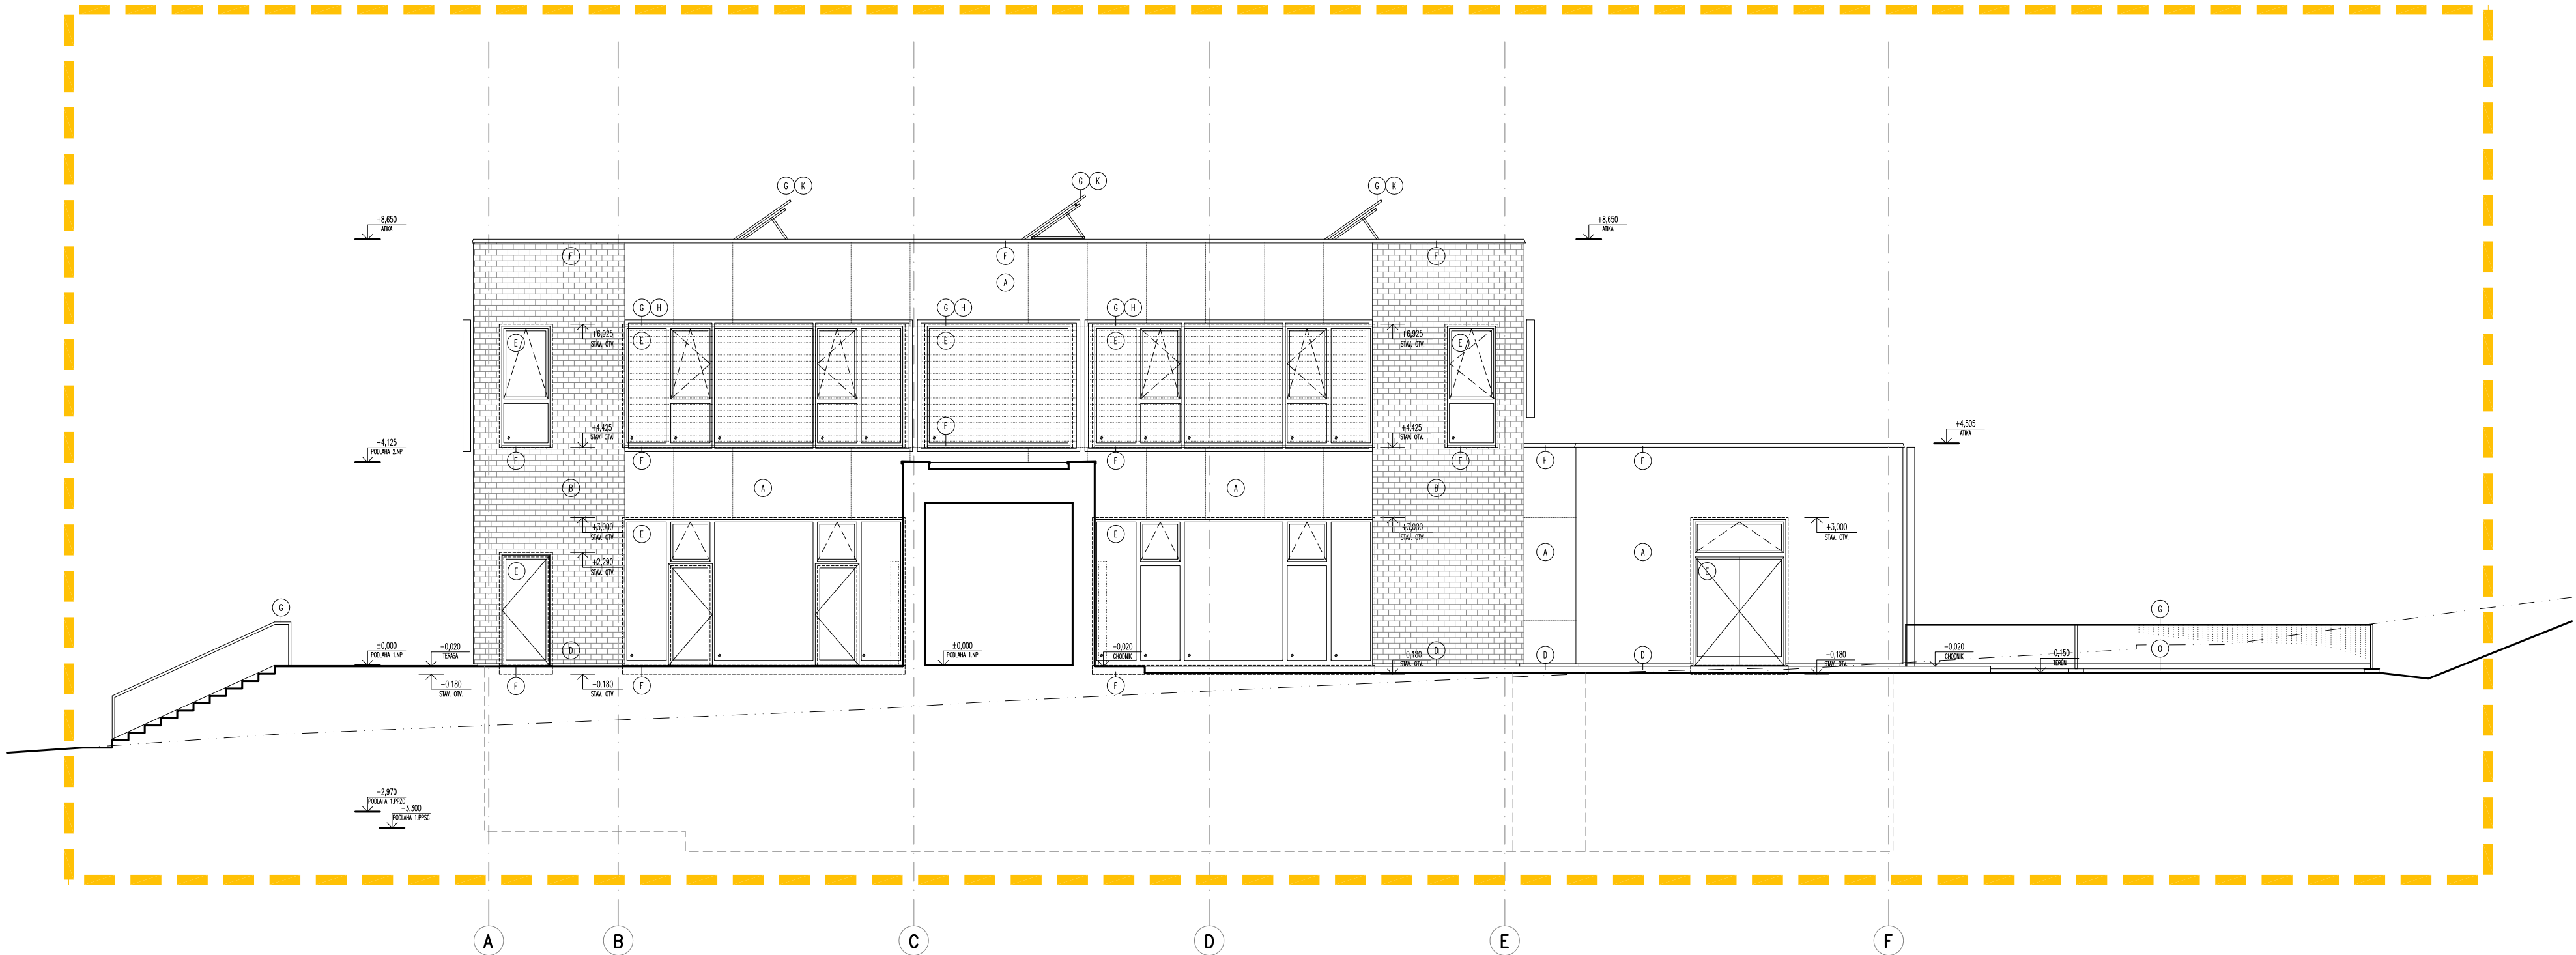 G K
G K
G K
+8,650
ATIKA
+8,650
ATIKA
F
F
F
A
G H
G H
G H
+6,925
STAV. OTV.
+6,925
STAV. OTV.
E
E
E
E
E
+4,425
STAV. OTV.
F
+4,425
STAV. OTV.
+4,505
ATIKA
+4,125
PODLAHA 2.NP
F
F
F
F
F
F
B
A
A
B
+3,000
STAV. OTV.
+3,000
STAV. OTV.
+3,000
STAV. OTV.
E
E
A
A
+2,290
STAV. OTV.
E
E
G
G
±0,000
PODLAHA 1.NP
-0,020
TERASA
D
±0,000
PODLAHA 1.NP
-0,020
CHODNÍK
D
-0,180
STAV. OTV.
D
D
-0,180
STAV. OTV.
-0,020
CHODNÍK
-0,150
TERÉN
O
-0.180
STAV. OTV.
F
-0.180
STAV. OTV.
F
F
-2,970
PODLAHA 1.PPZC
-3,300
PODLAHA 1.PPSC
A
B
C
D
E
F